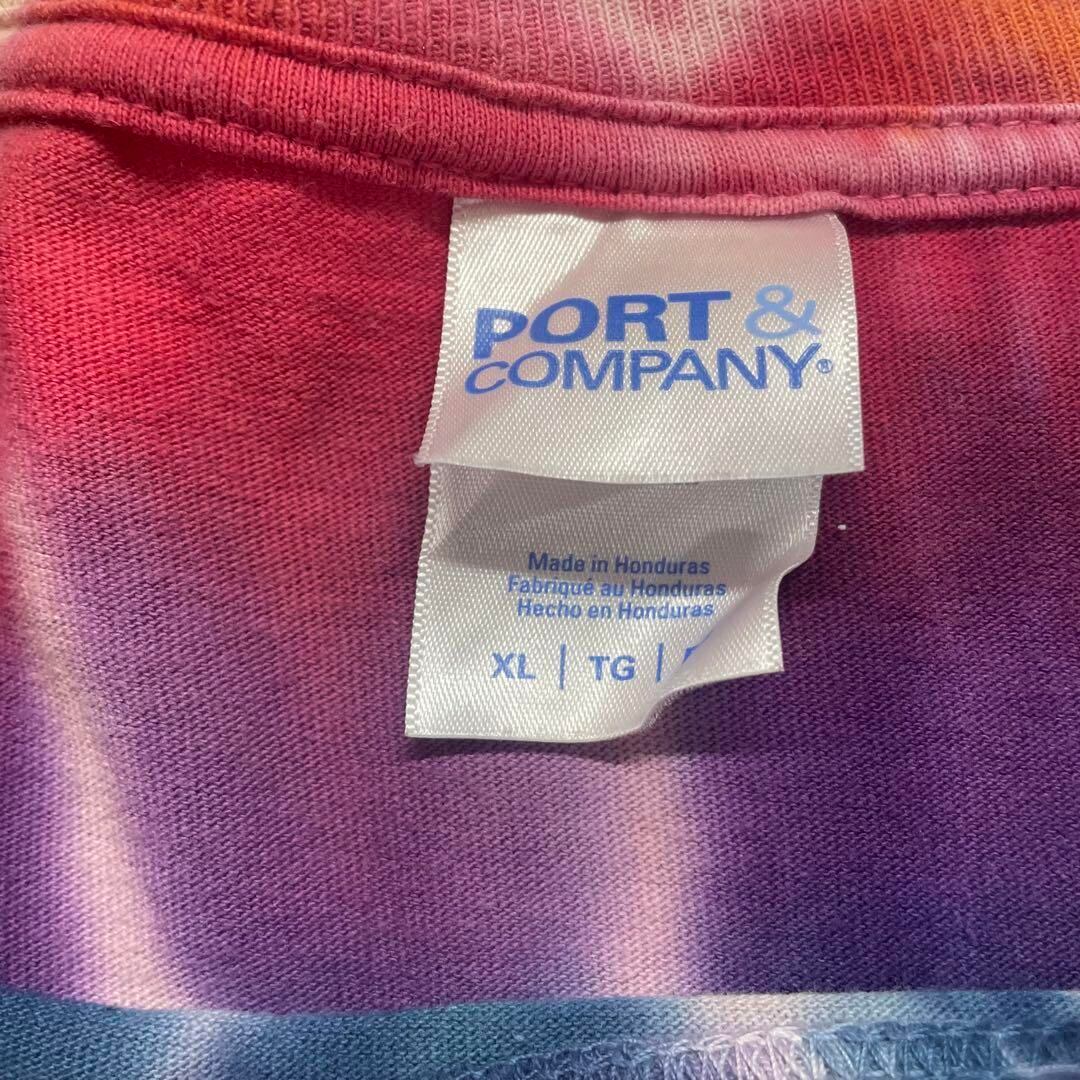 PORT &
COMPANY®
Made in Honduras
Fabriqué au Honduras
Hecho en Honduras
XL | TG |